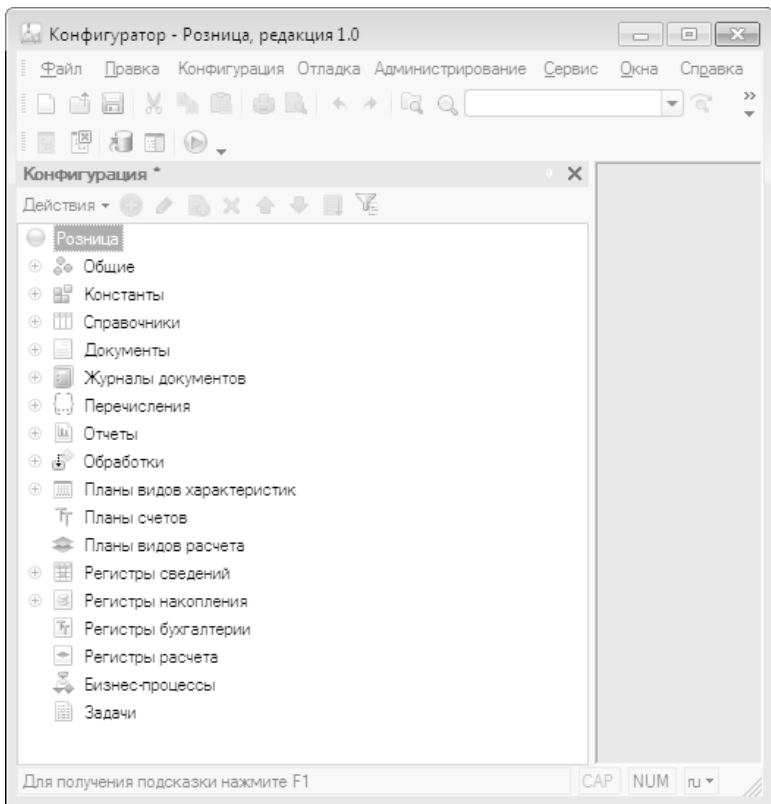 Конфигуратор - Розница, редакция 1.0
Файл Правка Конфигурация Отладка Администрирование Сервис Окна Справка
Конфигурация *
Действия
Розница
Общие
Константы
Справочники
Документы
Журналы документов
Перечисления
Отчеты
Обработки
Планы видов характеристик
Планы счетов
Планы видов расчета
Регистры сведений
Регистры накопления
Регистры бухгалтерии
Регистры расчета
Бизнес-процессы
Задачи
Для получения подсказки нажмите F1 CAP NUM ru